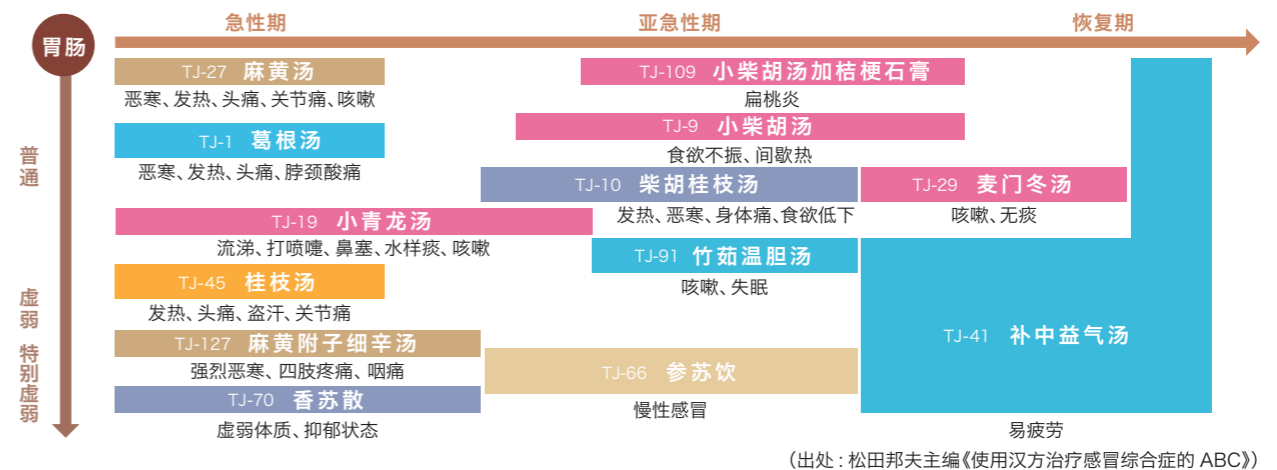 急性期
亚急性期
恢复期
胃肠
普通
虚弱
特别虚弱
TJ-27 麻黄汤
恶寒、发热、头痛、关节痛、咳嗽
TJ-1 葛根汤
恶寒、发热、头痛、脖颈酸痛
TJ-19 小青龙汤
流涕、打喷嚏、鼻塞、水样痰、咳嗽
TJ-45 桂枝汤
发热、头痛、盗汗、关节痛
TJ-127 麻黄附子细辛汤
强烈恶寒、四肢疼痛、咽痛
TJ-70 香苏散
虚弱体质、抑郁状态
TJ-109 小柴胡汤加桔梗石膏
扁桃炎
TJ-9 小柴胡汤
食欲不振、间歇热
TJ-10 柴胡桂枝汤
发热、恶寒、身体痛、食欲低下
TJ-91 竹茹温胆汤
咳嗽、失眠
TJ-66 参苏饮
慢性感冒
TJ-29 麦门冬汤
咳嗽、无痰
TJ-41 补中益气汤
易疲劳
（出处：松田邦夫主编《使用汉方治疗感冒综合症的 ABC》）